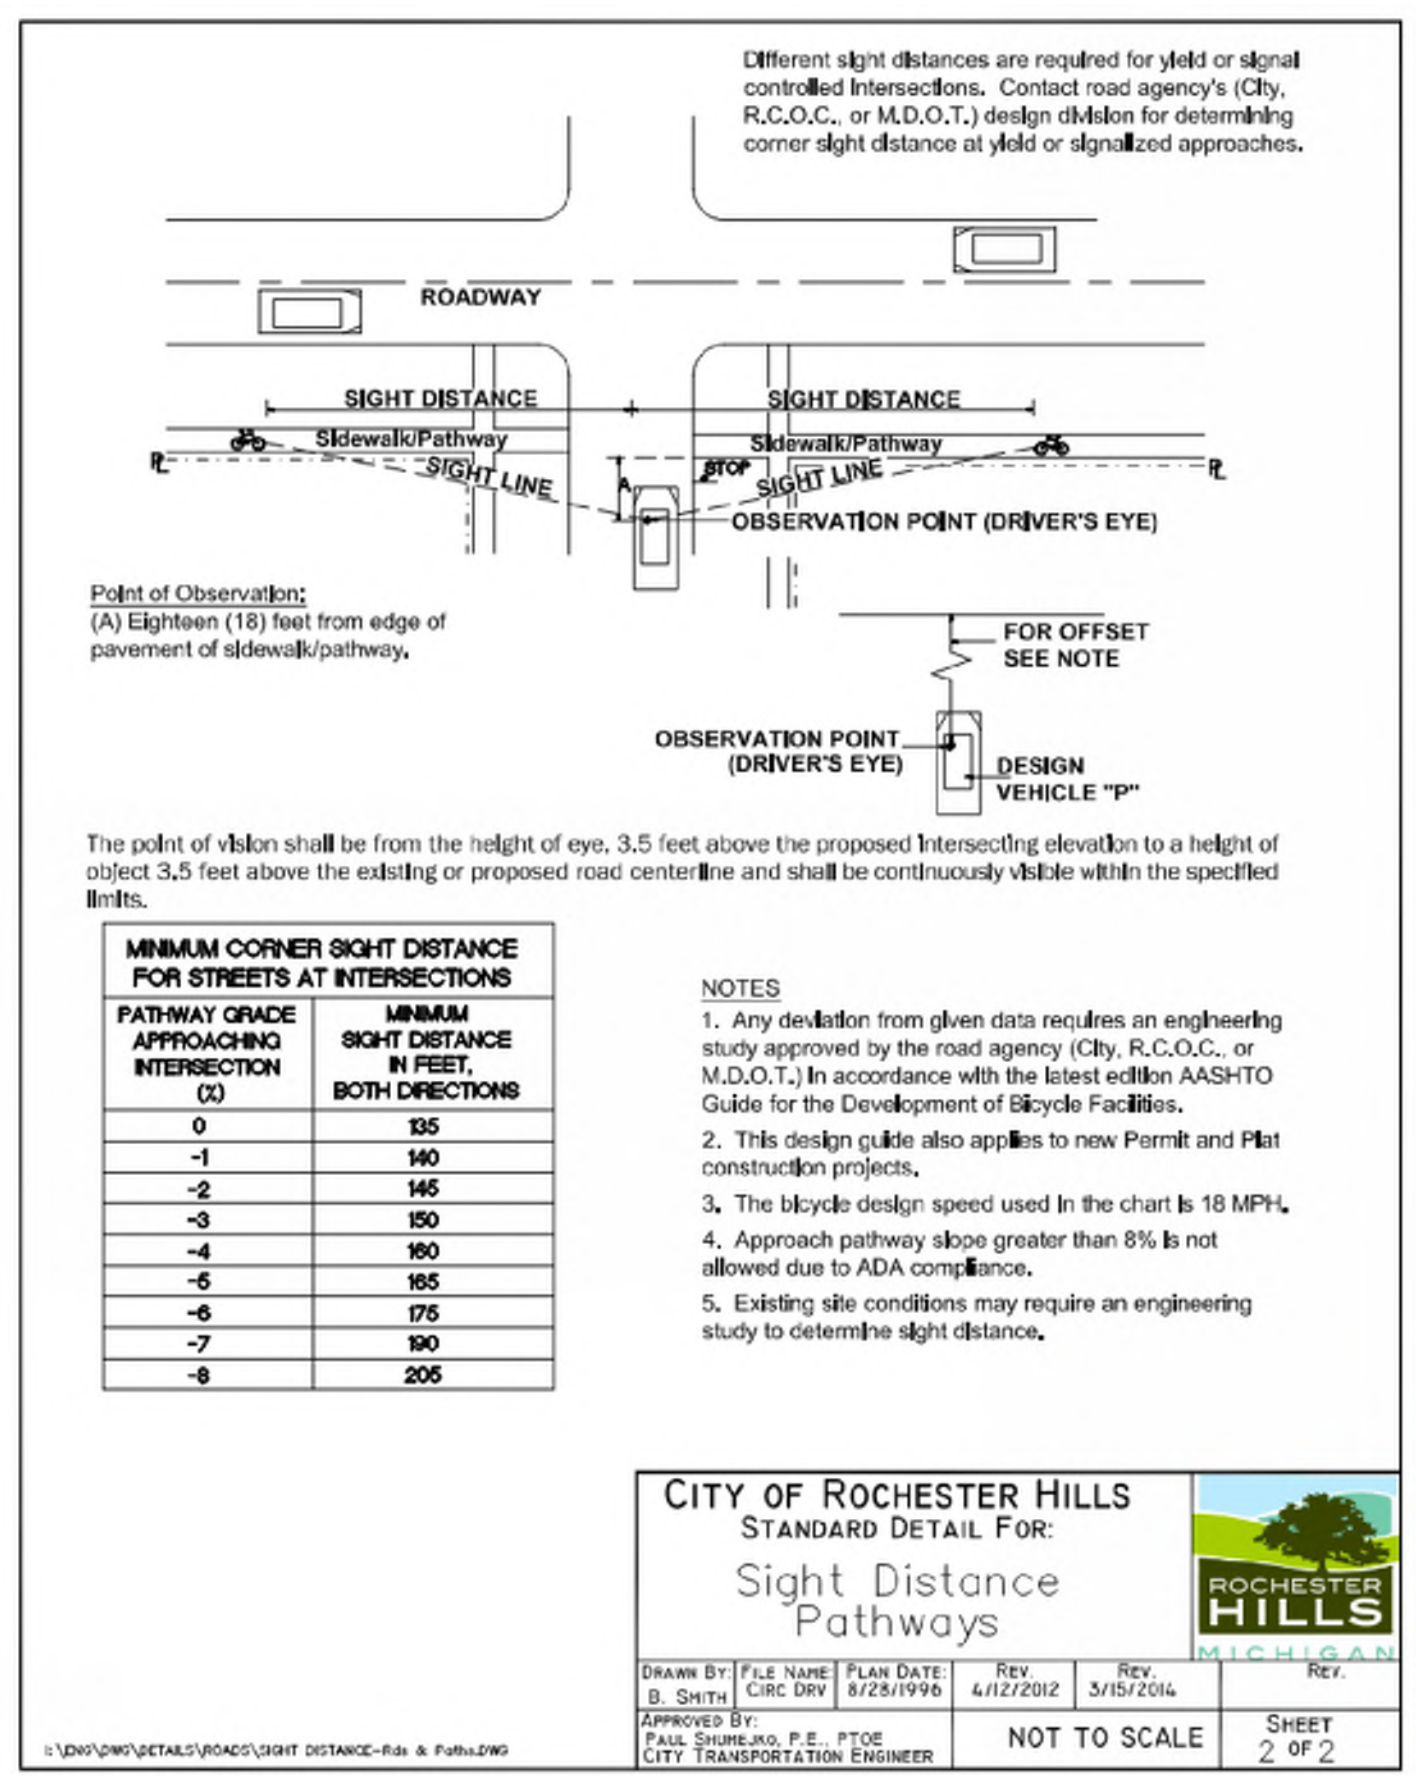 Different sight distances are required for yield or signal
controlled intersections. Contact road agency's (City,
R.C.O.C., or M.D.O.T.) design division for determining
corner sight distance at yield or signalized approaches.
ROADWAY
SIGHT DISTANCE
SIGHT DISTANCE
Sidewalk/Pathway
Sidewalk/Pathway
PL
SIGHT LINE
A
STOP
SIGHT LINE
PL
OBSERVATION POINT (DRIVER'S EYE)
Point of Observation:
(A) Eighteen (18) feet from edge of
pavement of sidewalk/pathway.
FOR OFFSET
SEE NOTE
OBSERVATION POINT
(DRIVER'S EYE)
DESIGN
VEHICLE "P"
The point of vision shall be from the height of eye, 3.5 feet above the proposed intersecting elevation to a height of
object 3.5 feet above the existing or proposed road centerline and shall be continuously visible within the specified
limits.
MINIMUM CORNER SIGHT DISTANCE
FOR STREETS AT INTERSECTIONS
PATHWAY GRADE
APPROACHING
INTERSECTION
(%)
MINIMUM
SIGHT DISTANCE
IN FEET,
BOTH DIRECTIONS
0 135
-1 140
-2 145
-3 150
-4 160
-5 165
-6 175
-7 190
-8 205
NOTES
1. Any deviation from given data requires an engineering
study approved by the road agency (City, R.C.O.C., or
M.D.O.T.) in accordance with the latest edition AASHTO
Guide for the Development of Bicycle Facilities.
2. This design guide also applies to new Permit and Plat
construction projects.
3. The bicycle design speed used in the chart is 18 MPH.
4. Approach pathway slope greater than 8% is not
allowed due to ADA compliance.
5. Existing site conditions may require an engineering
study to determine sight distance.
CITY OF ROCHESTER HILLS
STANDARD DETAIL FOR:
Sight Distance
Pathways
ROCHESTER
HILLS
MICHIGAN
DRAWN BY:
B. SMITH
FILE NAME:
CIRC DRV
PLAN DATE:
8/28/1996
REV.
4/12/2012
REV.
3/15/2014
REV.
APPROVED BY:
PAUL SHUMEJKO, P.E., PTOE
CITY TRANSPORTATION ENGINEER
NOT TO SCALE
SHEET
2 OF 2
I:\ENG\DWG\DETAILS\ROADS\SIGHT DISTANCE-Rds & Paths.DWG